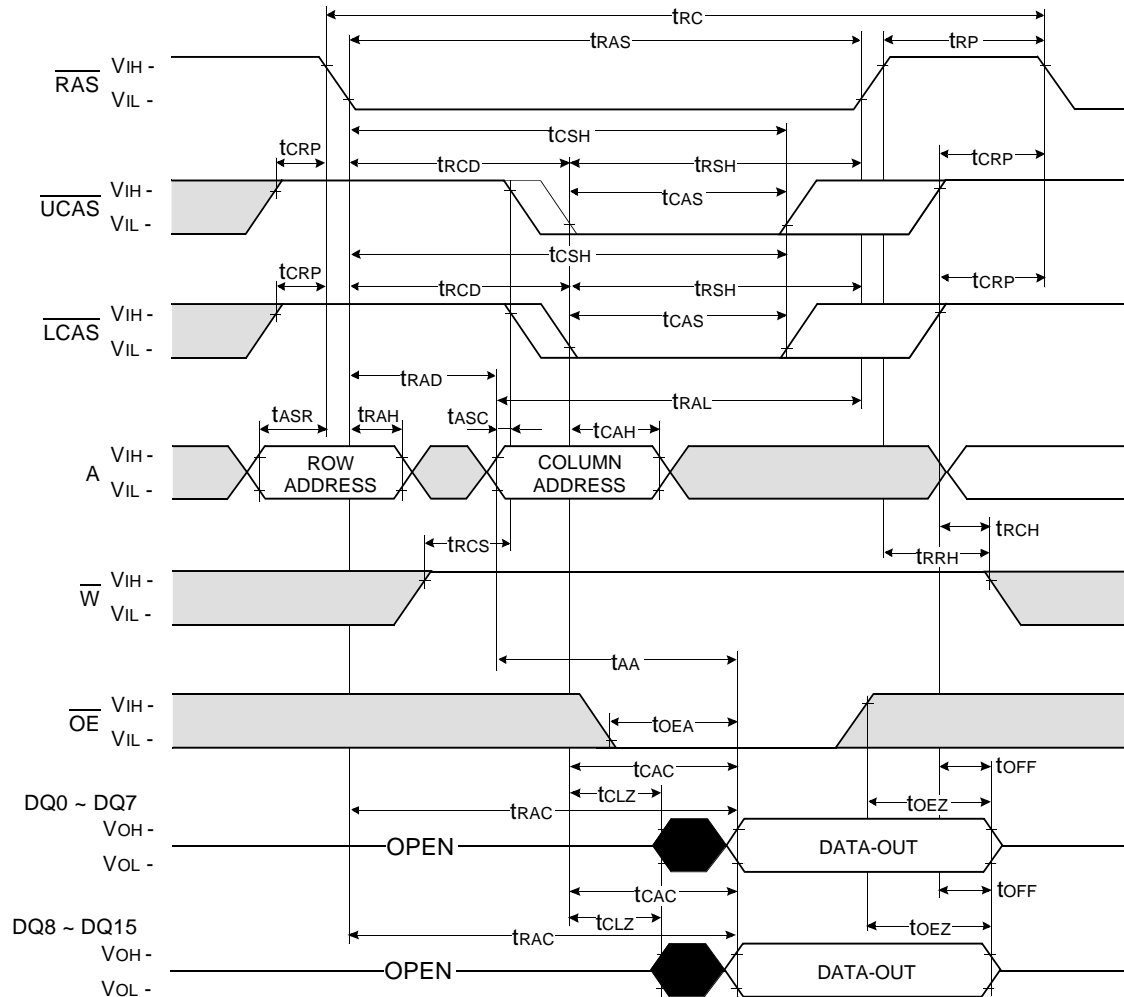 tRC
tRAS tRP
RAS VIH -
VIL -
tCSH
tCRP tRCD tRSH tCRP
UCAS VIH -
tCAS
VIL -
tCSH
tCRP tRCD tRSH tCRP
LCAS VIH -
tCAS
VIL -
tRAD
tRAL
tASR tRAH tASC tCAH
A VIH -
VIL -
ROW
ADDRESS
COLUMN
ADDRESS
tRCS tRCH
tRRH
W VIH -
VIL -
tAA
OE VIH -
VIL -
tOEA
tCAC tOFF
DQ0 ~ DQ7
tCLZ tOEZ
tRAC
VOH -
VOL -
OPEN DATA-OUT
tCAC tOFF
DQ8 ~ DQ15
tCLZ tOEZ
tRAC
VOH -
VOL -
OPEN DATA-OUT